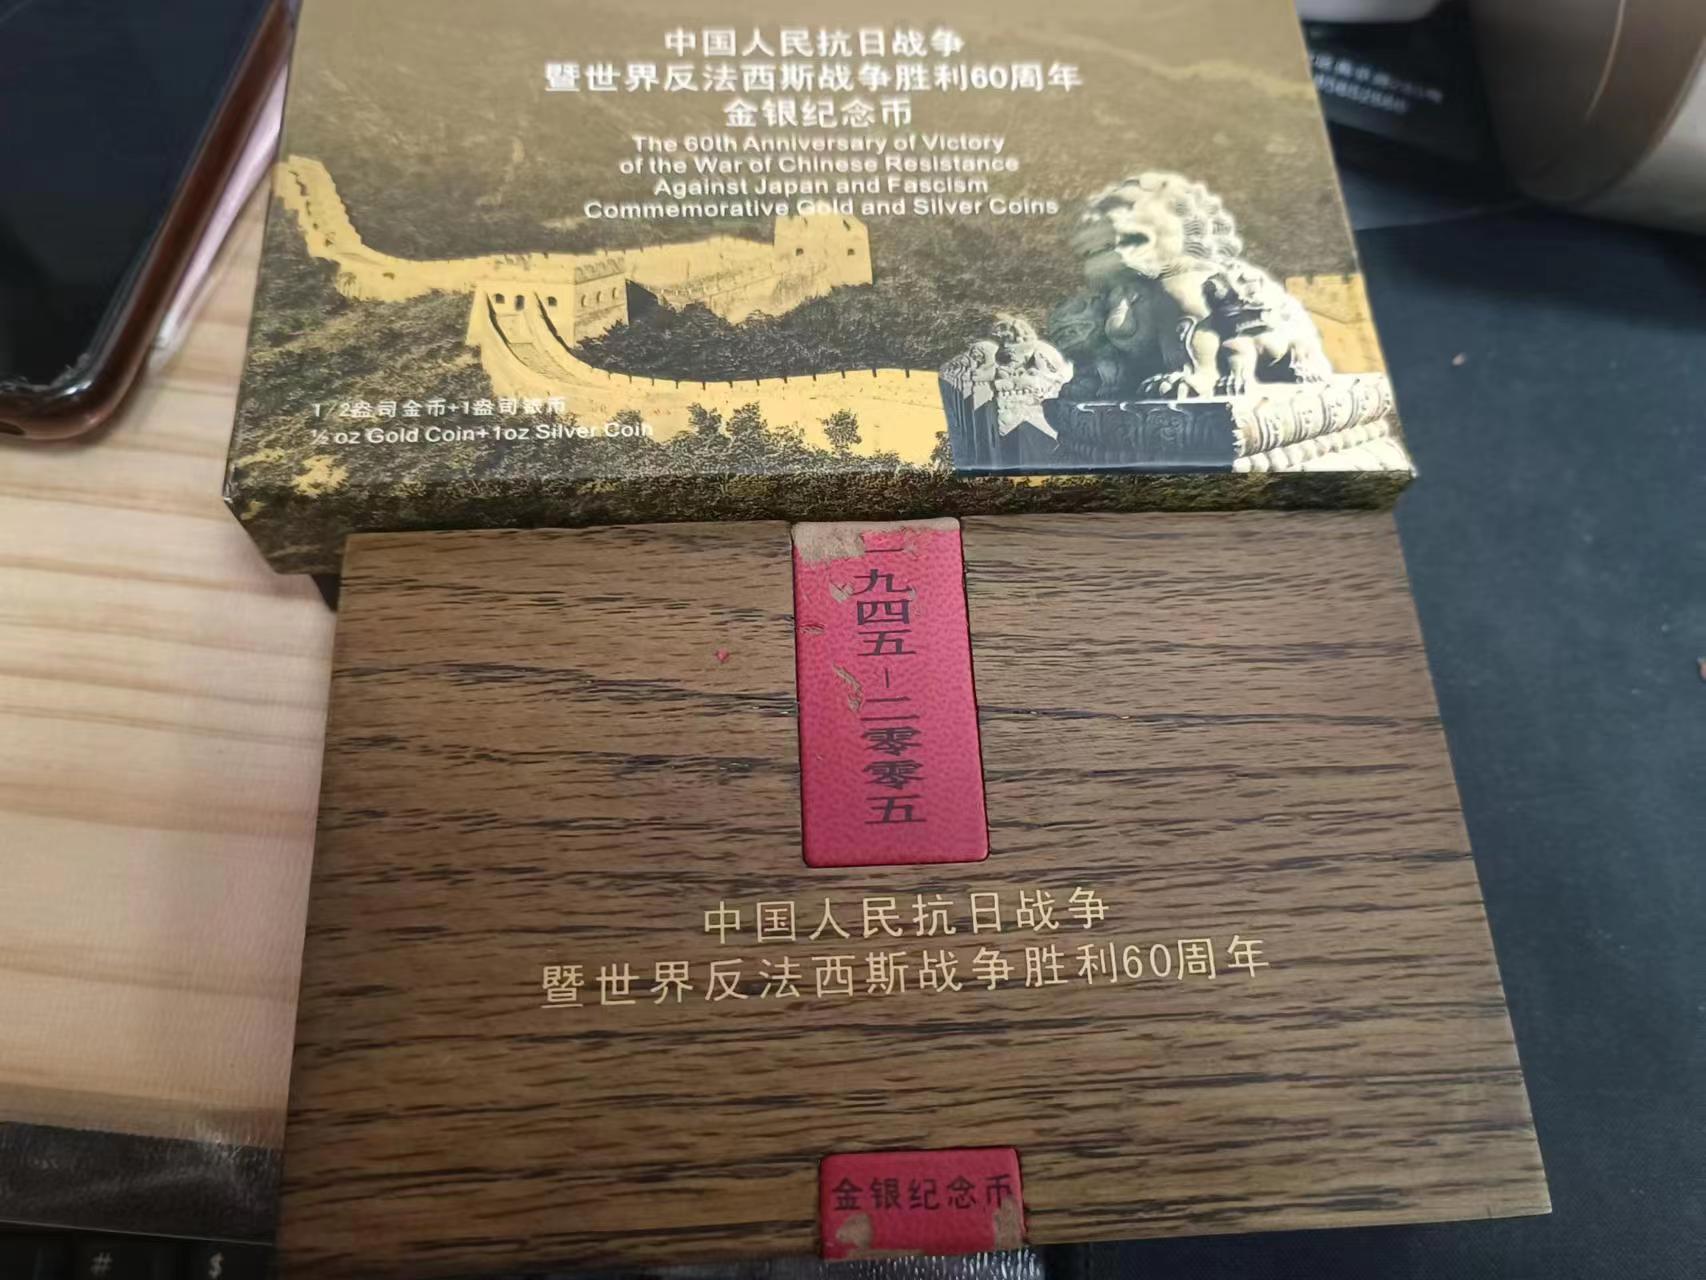 中国人民抗日战争
暨世界反法西斯战争胜利60周年
金银纪念币
The 60th Anniversary of Victory
of the War of Chinese Resistance
Against Japan and Fascism
Commemorative Gold and Silver Coins
1/2盎司金币+1盎司银币
½ oz Gold Coin+1oz Silver Coin
一九四五-二零零五
中国人民抗日战争
暨世界反法西斯战争胜利60周年
金银纪念币
#
$